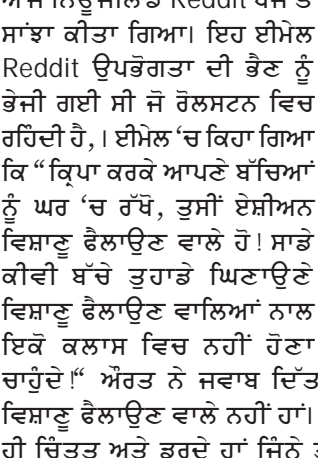 ਸਾਂਝਾ ਕੀਤਾ ਗਿਆ। ਇਹ ਈਮੇਲ
Reddit ਉਪਭੋਗਤਾ ਦੀ ਭੈਣ ਨੂੰ
ਭੇਜੀ ਗਈ ਸੀ ਜੋ ਰੋਲਸਟਨ ਵਿਚ
ਰਹਿੰਦੀ ਹੈ,। ਈਮੇਲ ‘ਚ ਕਿਹਾ ਗਿਆ
ਕਿ “ਕ੍ਰਿਪਾ ਕਰਕੇ ਆਪਣੇ ਬੱਚਿਆਂ
ਨੂੰ ਘਰ ‘ਚ ਰੱਖੋ, ਤੁਸੀਂ ਏਸ਼ੀਅਨ
ਵਿਸ਼ਾਣੂ ਫੈਲਾਉਣ ਵਾਲੇ ਹੋ! ਸਾਡੇ
ਕੀਵੀ ਬੱਚੇ ਤੁਹਾਡੇ ਘਿਣਾਉਣੇ
ਵਿਸ਼ਾਣੂ ਫੈਲਾਉਣ ਵਾਲਿਆਂ ਨਾਲ
ਇਕੋ ਕਲਾਸ ਵਿਚ ਨਹੀਂ ਹੋਣਾ
ਚਾਹੁੰਦੇ!“ ਔਰਤ ਨੇ ਜਵਾਬ
ਵਿਸ਼ਾਣੂ ਫੈਲਾਉਣ ਵਾਲੇ ਨਹੀਂ ਹਾਂ।
ਹੀ ਚਿੰਤਤ ਅਤੇ ਡਰਦੇ ਹਾਂ ਜਿੰਨੇ